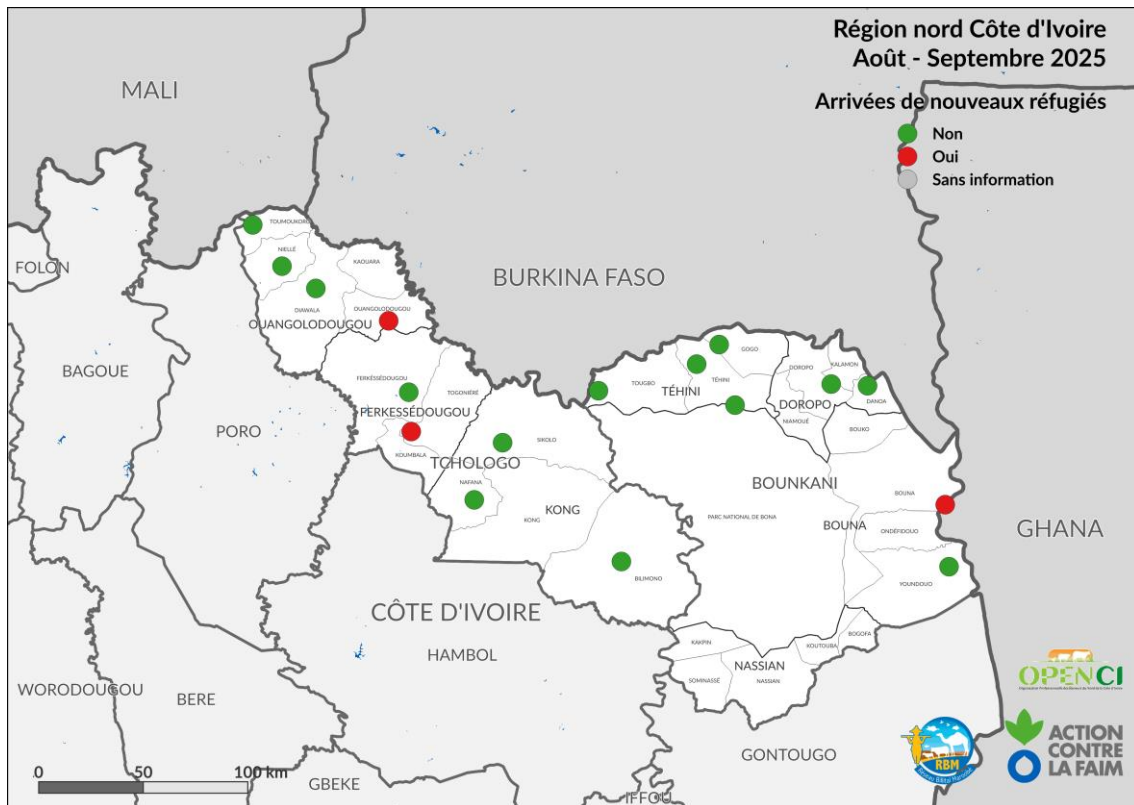 Région nord Côte d'Ivoire
Août - Septembre 2025
Arrivées de nouveaux réfugiés
Non
Oui
Sans information
MALI
BURKINA FASO
GHANA
CÔTE D'IVOIRE
FOLON
BAGOUE
PORO
WORODOUGOU
BERE
HAMBOL
GBEKE
IFFOU
GONTOUGO
TCHOLOGO
BOUNKANI
TOUMOUKORO
NIELLÉ
KAOUARA
DIAWALA
OUANGOLODOUGOU
OUANGOLODOUGOU
FERKÉSSÉDOUGOU
TOGONIÉRÉ
FERKESSÉDOUGOU
KOUMBALA
SIKOLO
NAFANA
KONG
KONG
BILIMONO
GOGO
TOUGBO
TÉHINI
TÉHINI
DOROPO
KALAMON
DANOA
DOROPO
NIAMOUÉ
BOUKO
PARC NATIONAL DE BONA
BOUNA
BOUNA
ONDÉFIDOUO
YOUNDOUO
KAKPIN
KOUTOUBA
BOGOFA
NASSIAN
SOMINASSÉ
NASSIAN
0 50 100 km
OPENCI
RBM
ACTION
CONTRE
LA FAIM